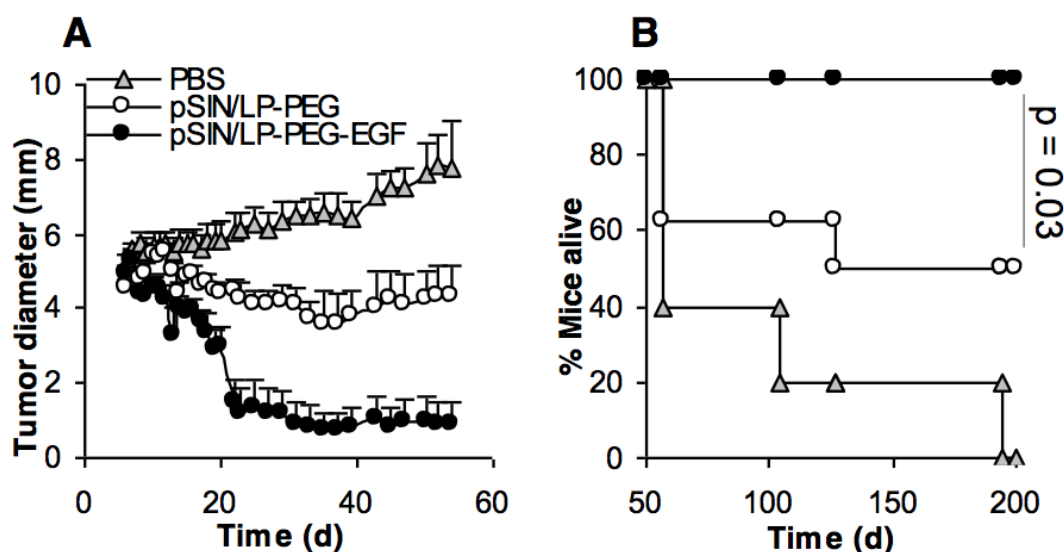 A
PBS
pSIN/LP-PEG
pSIN/LP-PEG-EGF
Tumor diameter (mm)
10
8
6
4
2
0
0 20 40 60
Time (d)
B
% Mice alive
100
80
60
40
20
0
50 100 150 200
Time (d)
p = 0.03